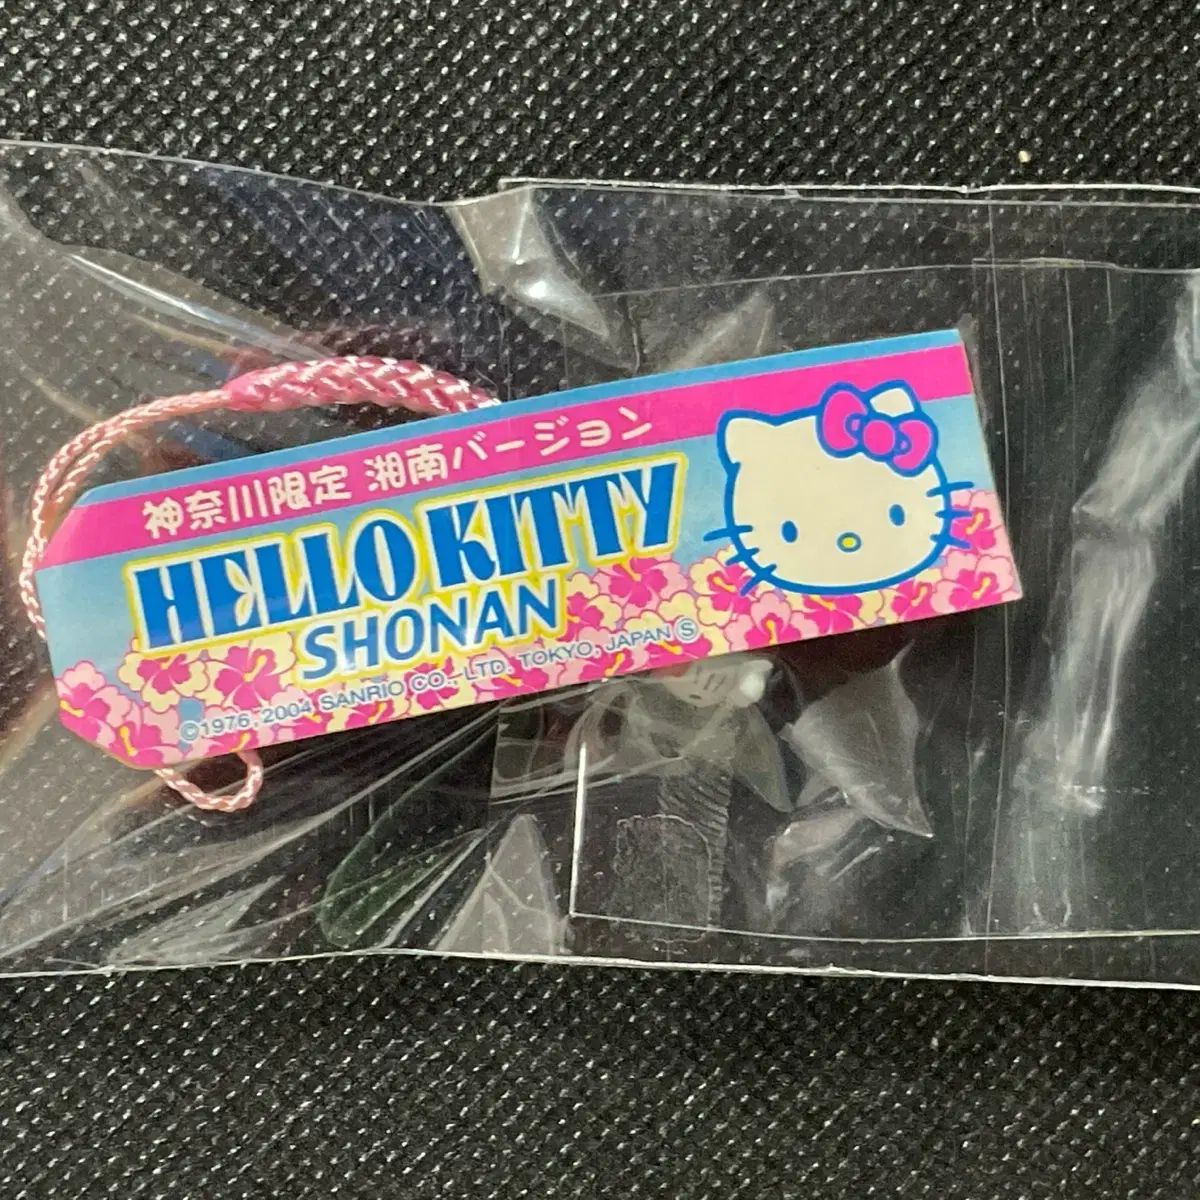 神奈川限定 湘南バージョン
HELLO KITTY
SHONAN
©1976, 2004 SANRIO CO., LTD. TOKYO, JAPAN Ⓢ